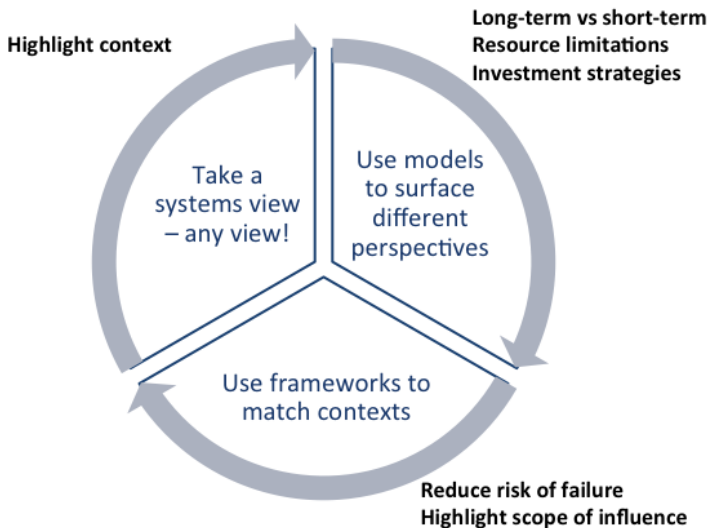 Highlight context
Long-term vs short-term
Resource limitations
Investment strategies
Take a
systems view
– any view!
Use models
to surface
different
perspectives
Use frameworks to
match contexts
Reduce risk of failure
Highlight scope of influence